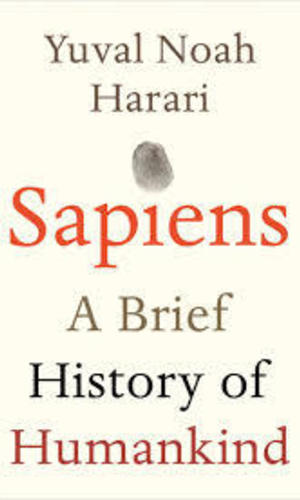 Yuval Noah
Harari
Sapiens
A Brief
History of
Humankind